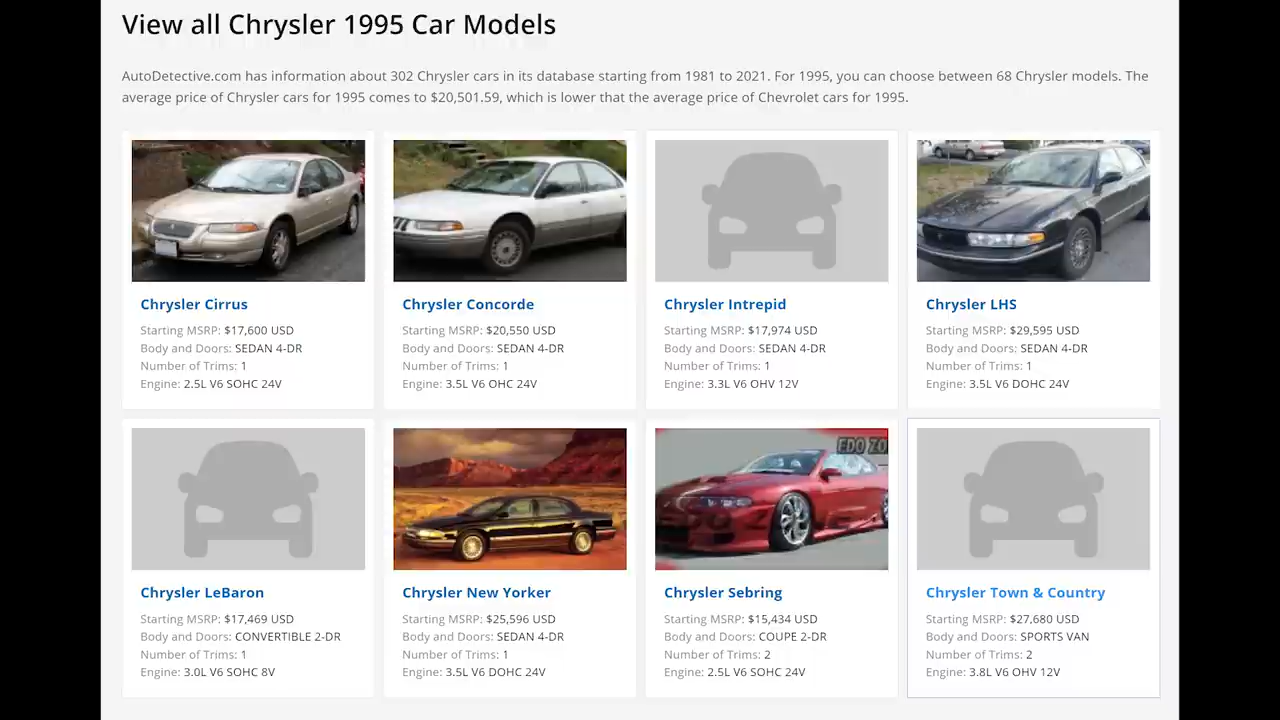 View all Chrysler 1995 Car Models
AutoDetective.com has information about 302 Chrysler cars in its database starting from 1981 to 2021. For 1995, you can choose between 68 Chrysler models. The
average price of Chrysler cars for 1995 comes to $20,501.59, which is lower that the average price of Chevrolet cars for 1995.
Chrysler Cirrus
Starting MSRP: $17,600 USD
Body and Doors: SEDAN 4-DR
Number of Trims: 1
Engine: 2.5L V6 SOHC 24V
Chrysler Concorde
Starting MSRP: $20,550 USD
Body and Doors: SEDAN 4-DR
Number of Trims: 1
Engine: 3.5L V6 OHC 24V
Chrysler Intrepid
Starting MSRP: $17,974 USD
Body and Doors: SEDAN 4-DR
Number of Trims: 1
Engine: 3.3L V6 OHV 12V
Chrysler LHS
Starting MSRP: $29,595 USD
Body and Doors: SEDAN 4-DR
Number of Trims: 1
Engine: 3.5L V6 DOHC 24V
Chrysler LeBaron
Starting MSRP: $17,469 USD
Body and Doors: CONVERTIBLE 2-DR
Number of Trims: 1
Engine: 3.0L V6 SOHC 8V
Chrysler New Yorker
Starting MSRP: $25,596 USD
Body and Doors: SEDAN 4-DR
Number of Trims: 1
Engine: 3.5L V6 DOHC 24V
EDO ZO
Chrysler Sebring
Starting MSRP: $15,434 USD
Body and Doors: COUPE 2-DR
Number of Trims: 2
Engine: 2.5L V6 SOHC 24V
Chrysler Town & Country
Starting MSRP: $27,680 USD
Body and Doors: SPORTS VAN
Number of Trims: 2
Engine: 3.8L V6 OHV 12V